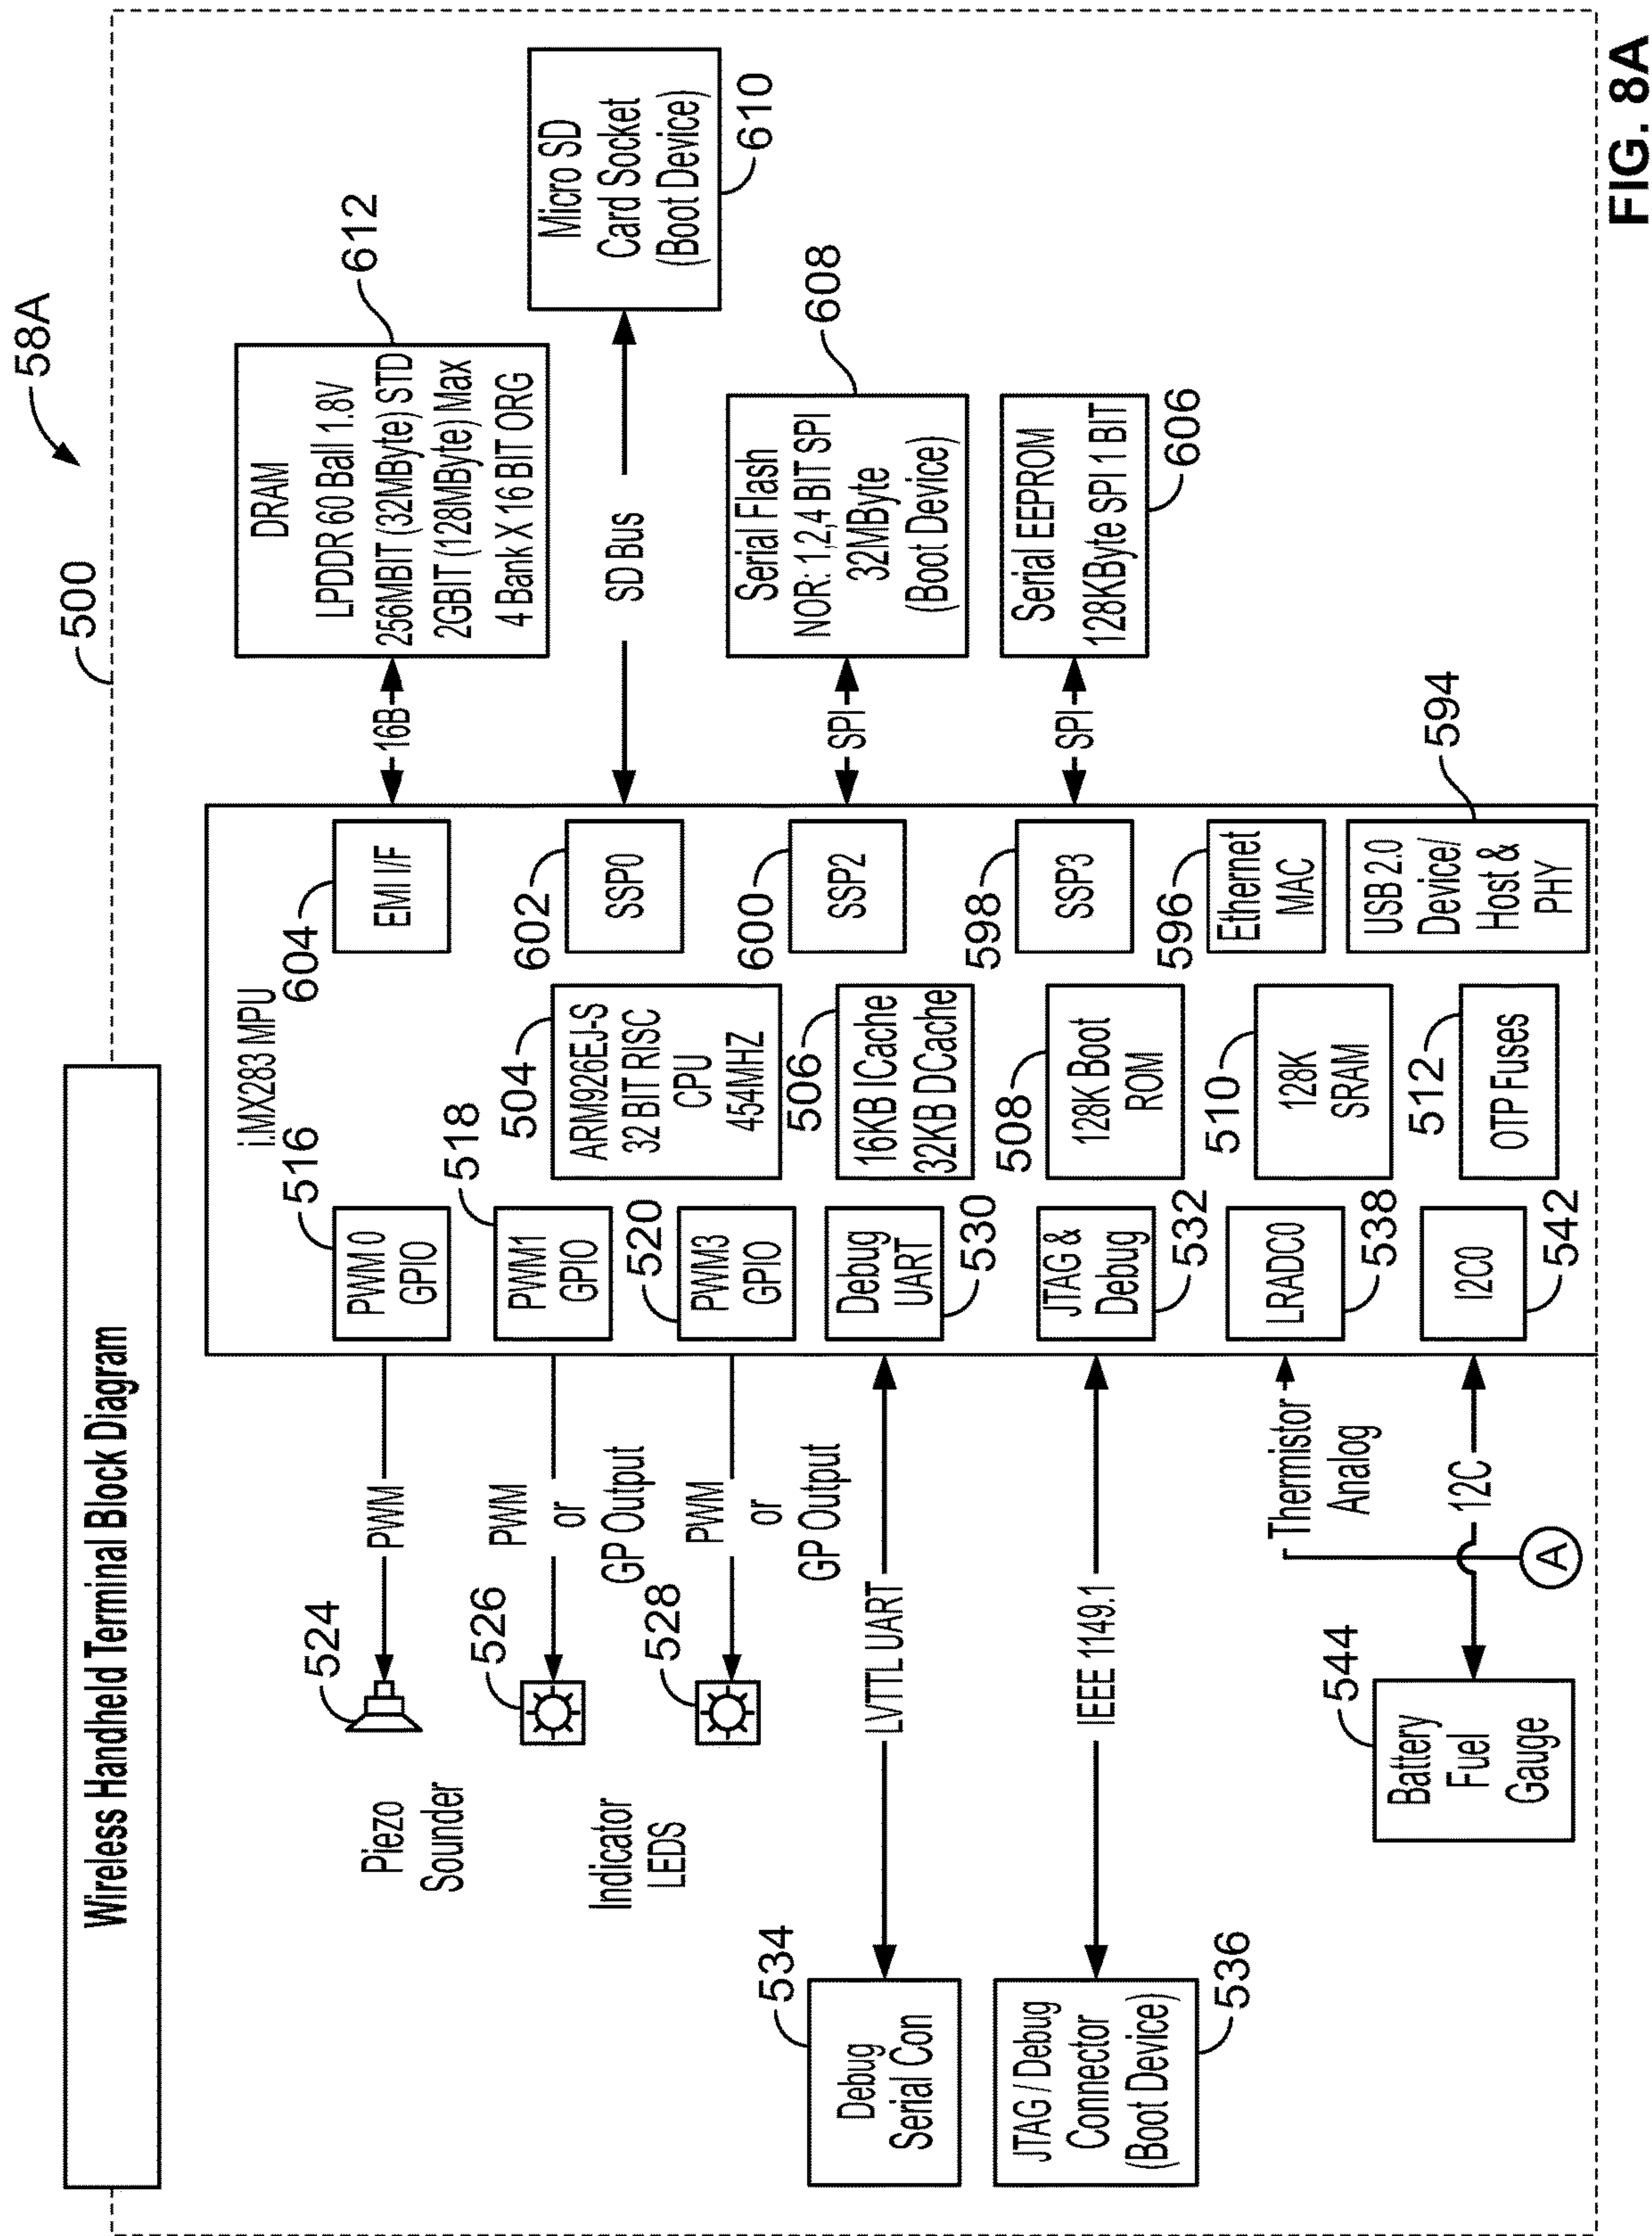 Wireless Handheld Terminal Block Diagram
500
58A
i.MX283 MPU
Piezo
Sounder
524
PWM
516
PWM 0
GPIO
604
EMI I/F
16B
DRAM
LPDDR 60 Ball 1.8V
256MBIT (32MByte) STD
2GBIT (128MByte) Max
4 Bank X 16 BIT ORG
612
Indicator
LEDS
526
PWM
or
GP Output
518
PWM1
GPIO
528
PWM
or
GP Output
520
PWM3
GPIO
504
ARM926EJ-S
32 BIT RISC
CPU
454MHZ
602
SSP0
SD Bus
Micro SD
Card Socket
(Boot Device)
610
534
Debug
Serial Con
LVTTL UART
Debug
UART
530
506
16KB ICache
32KB DCache
600
SSP2
SPI
Serial Flash
NOR: 1,2,4 BIT SPI
32MByte
(Boot Device)
608
JTAG / Debug
Connector
(Boot Device)
536
IEEE 1149.1
JTAG &
Debug
532
508
128K Boot
ROM
598
SSP3
SPI
Serial EEPROM
128KByte SPI 1 BIT
606
Thermistor
Analog
LRADC0
538
510
128K
SRAM
596
Ethernet
MAC
544
Battery
Fuel
Gauge
12C
A
I2C0
542
512
OTP Fuses
USB 2.0
Device/
Host &
PHY
594
FIG. 8A